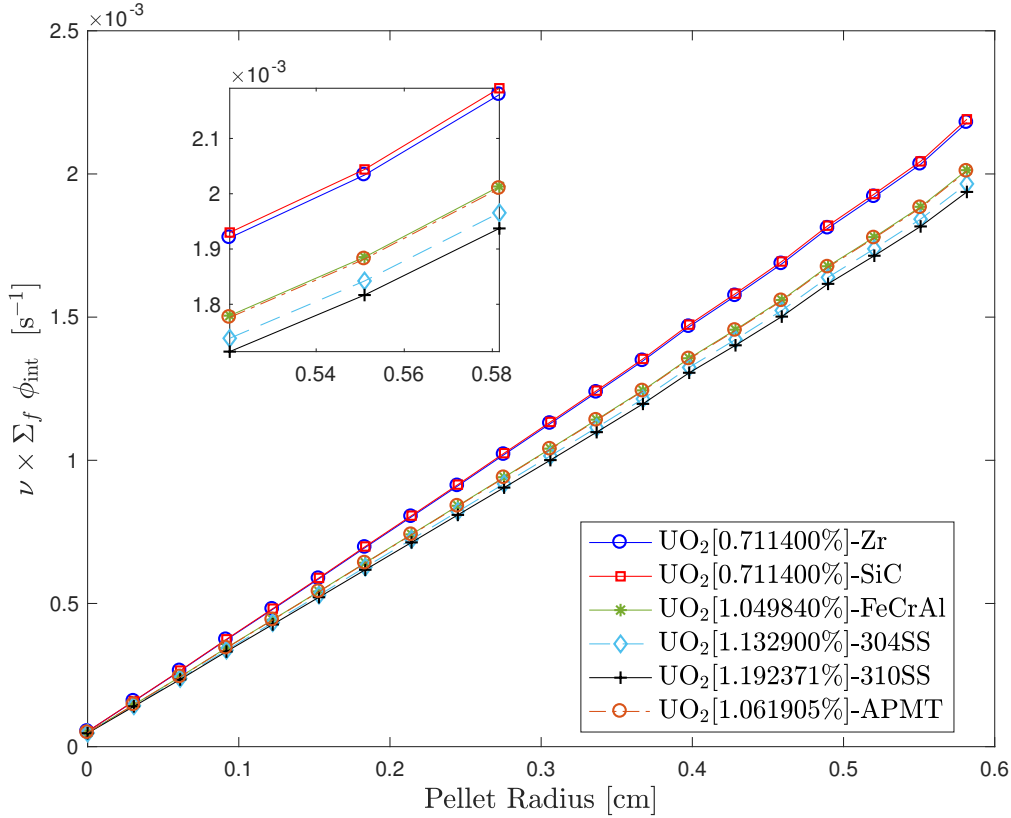 ×10⁻³
2.5
2
1.5
1
0.5
0
ν × Σ_f ϕ_int [s⁻¹]
×10⁻³
2.1
2
1.9
1.8
0.54 0.56 0.58
UO₂[0.711400%]-Zr
UO₂[0.711400%]-SiC
UO₂[1.049840%]-FeCrAl
UO₂[1.132900%]-304SS
UO₂[1.192371%]-310SS
UO₂[1.061905%]-APMT
0 0.1 0.2 0.3 0.4 0.5 0.6
Pellet Radius [cm]